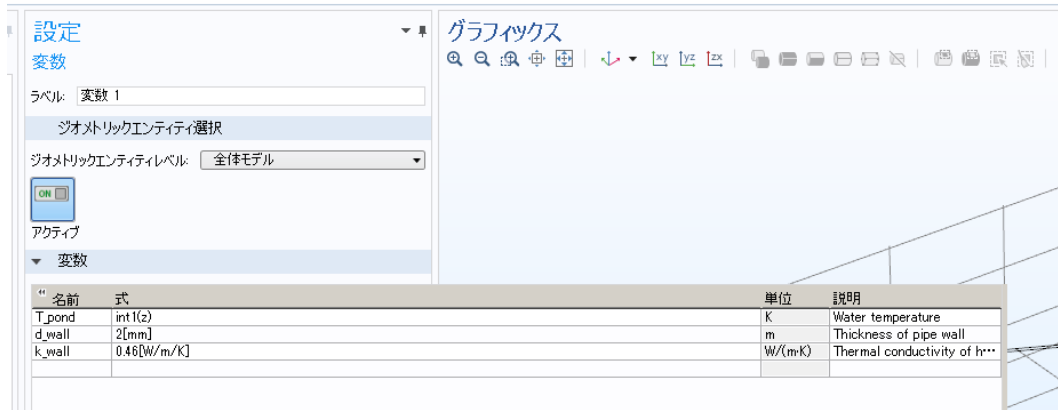 設定
変数
ラベル: 変数 1
ジオメトリックエンティティ選択
ジオメトリックエンティティレベル: 全体モデル
ON
アクティブ
変数
名前 式 単位 説明
T_pond int1(z) K Water temperature
d_wall 2[mm] m Thickness of pipe wall
k_wall 0.46[W/m/K] W/(m·K) Thermal conductivity of h…
グラフィックス
xy yz zx